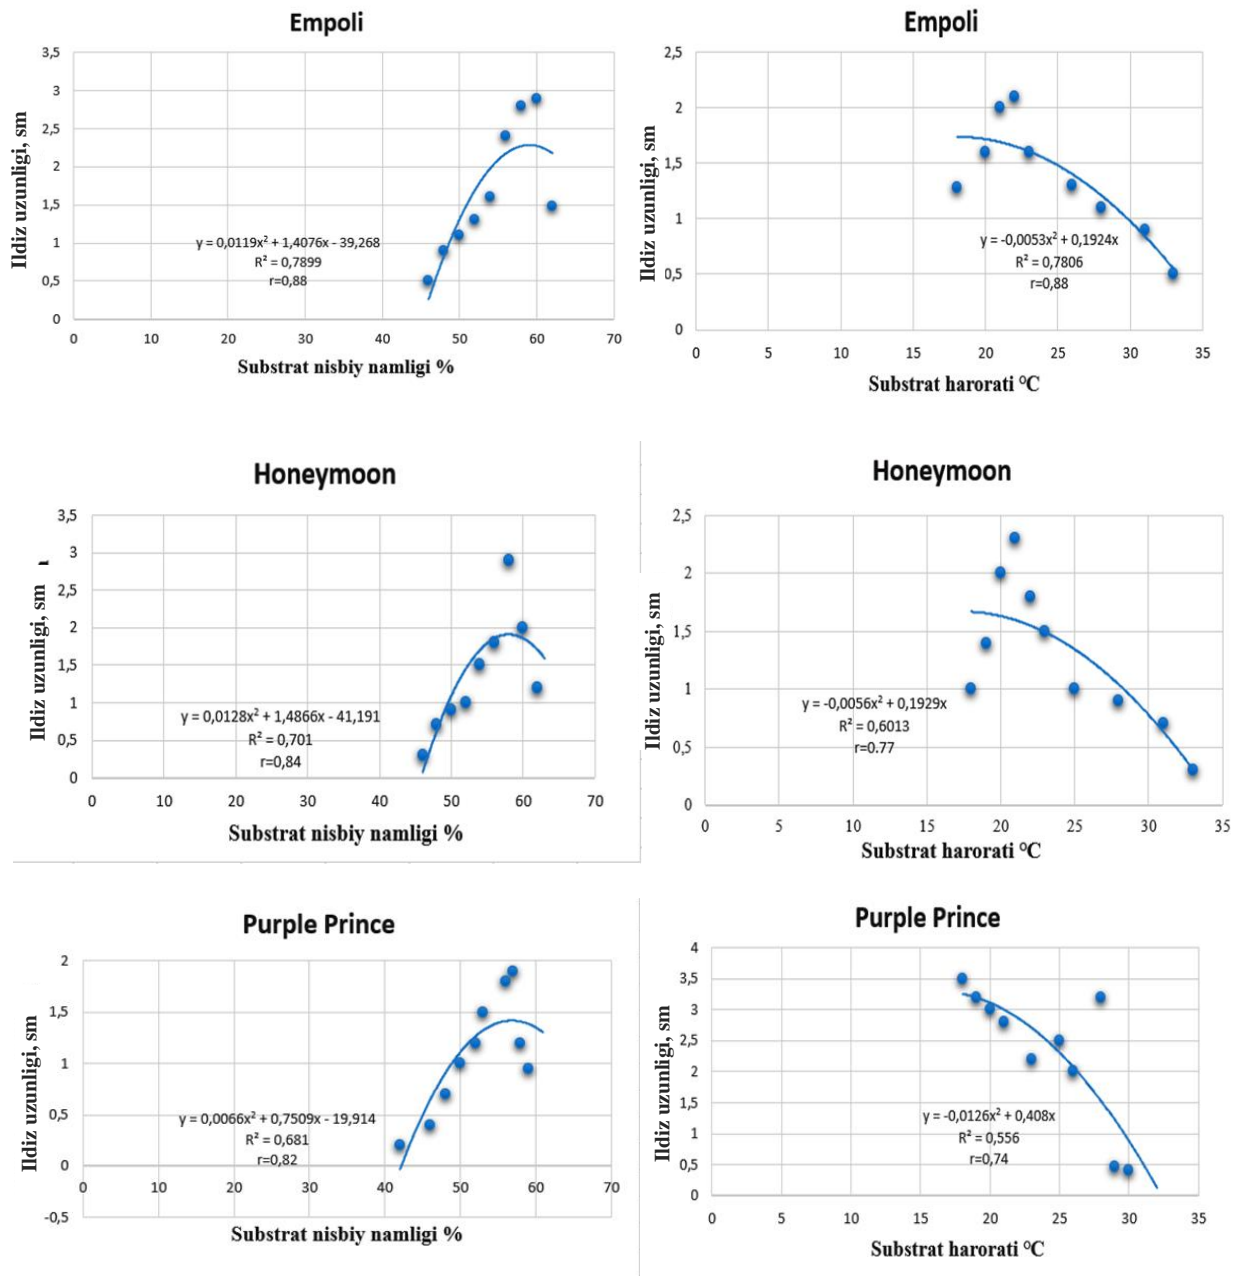 Empoli
3,5
3
2,5
2
1,5
1
0,5
0
0 10 20 30 40 50 60 70
Ildiz uzunligi, sm
y = 0,0119x² + 1,4076x - 39,268
R² = 0,7899
r=0,88
Substrat nisbiy namligi %
Empoli
2,5
2
1,5
1
0,5
0
0 5 10 15 20 25 30 35
Ildiz uzunligi, sm
y = -0,0053x² + 0,1924x
R² = 0,7806
r=0,88
Substrat harorati °C
Honeymoon
3,5
3
2,5
2
1,5
1
0,5
0
0 10 20 30 40 50 60 70
Ildiz uzunligi, sm
y = 0,0128x² + 1,4866x - 41,191
R² = 0,701
r=0,84
Substrat nisbiy namligi %
Honeymoon
2,5
2
1,5
1
0,5
0
0 5 10 15 20 25 30 35
Ildiz uzunligi, sm
y = -0,0056x² + 0,1929x
R² = 0,6013
r=0.77
Substrat harorati °C
Purple Prince
2
1,5
1
0,5
0
-0,5
0 10 20 30 40 50 60 70
Ildiz uzunligi, sm
y = 0,0066x² + 0,7509x - 19,914
R² = 0,681
r=0,82
Substrat nisbiy namligi %
Purple Prince
4
3,5
3
2,5
2
1,5
1
0,5
0
0 5 10 15 20 25 30 35
Ildiz uzunligi, sm
y = -0,0126x² + 0,408x
R² = 0,556
r=0,74
Substrat harorati °C